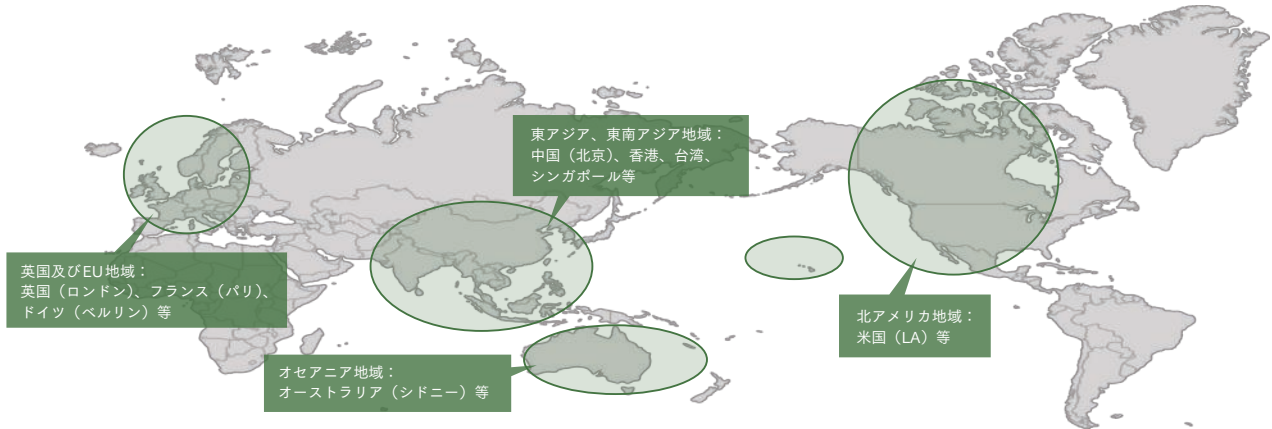 東アジア、東南アジア地域：
中国（北京）、香港、台湾、
シンガポール等
英国及びEU地域：
英国（ロンドン）、フランス（パリ）、
ドイツ（ベルリン）等
北アメリカ地域：
米国（LA）等
オセアニア地域：
オーストラリア（シドニー）等